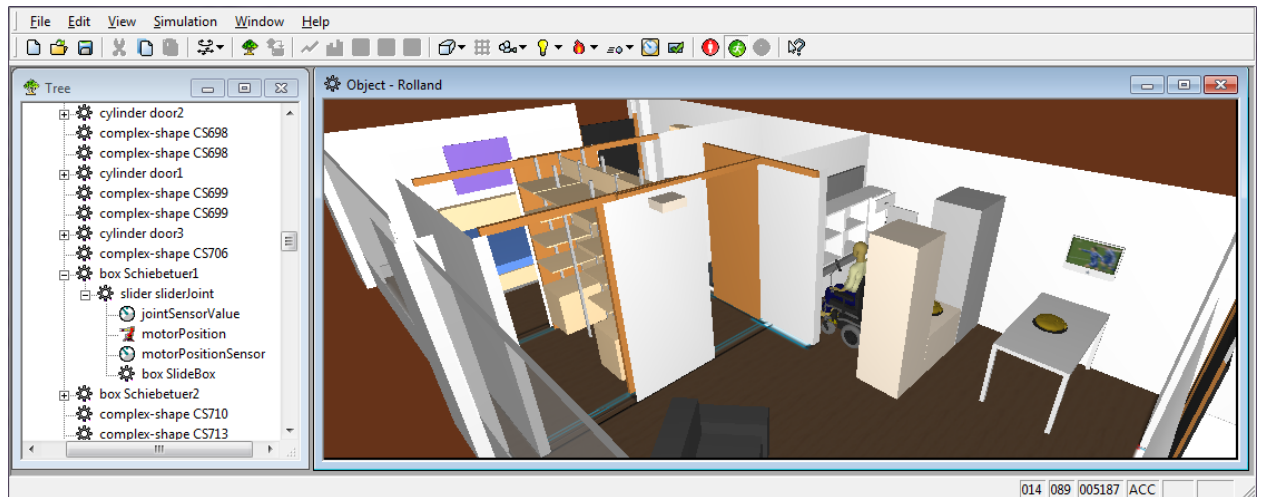 File Edit View Simulation Window Help
Tree
cylinder door2
complex-shape CS698
complex-shape CS698
cylinder door1
complex-shape CS699
complex-shape CS699
cylinder door3
complex-shape CS706
box Schiebetuer1
slider sliderJoint
jointSensorValue
motorPosition
motorPositionSensor
box SlideBox
box Schiebetuer2
complex-shape CS710
complex-shape CS713
Object - Rolland
014 089 005187 ACC